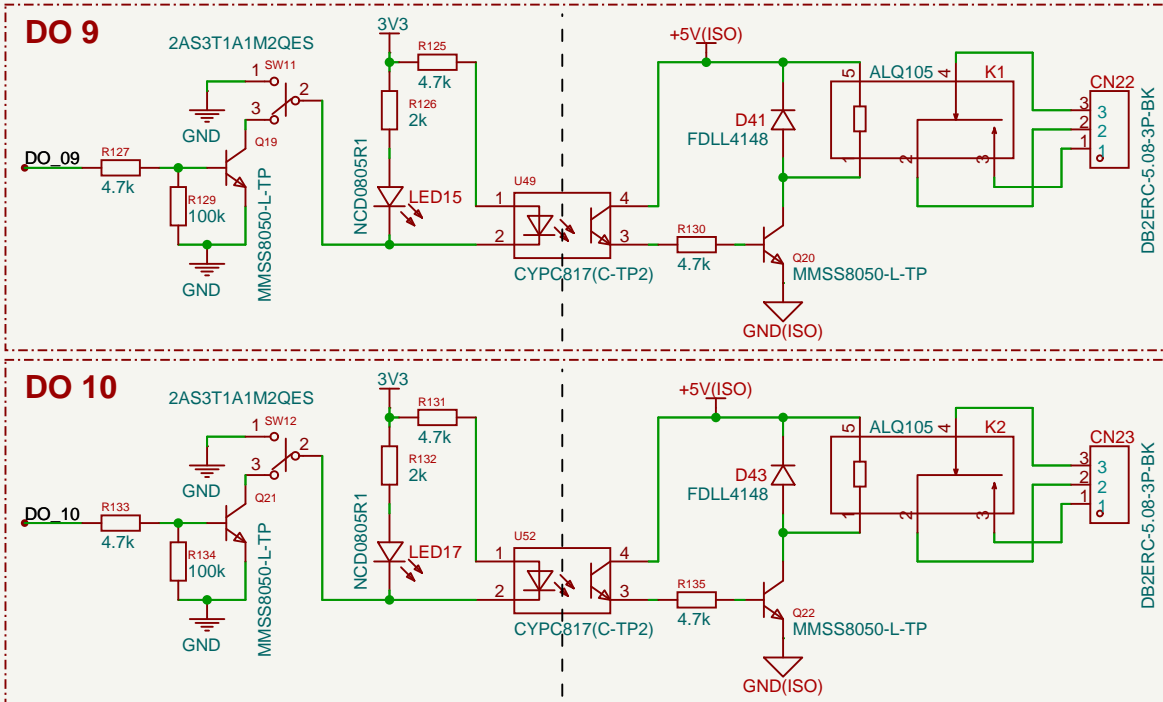 DO 9
2AS3T1A1M2QES
1
SW11
2
3
GND
Q19
DO_09
R127
4.7k
R129
100k
GND
MMSS8050-L-TP
3V3
R125
4.7k
R126
2k
NCD0805R1
LED15
U49
1
4
2
3
CYPC817(C-TP2)
+5V(ISO)
D41
FDLL4148
R130
4.7k
Q20
MMSS8050-L-TP
GND(ISO)
5
ALQ105
4
K1
1
2
3
CN22
3
3
2
2
1
1
DB2ERC-5.08-3P-BK
DO 10
2AS3T1A1M2QES
1
SW12
2
3
GND
Q21
DO_10
R133
4.7k
R134
100k
GND
MMSS8050-L-TP
3V3
R131
4.7k
R132
2k
NCD0805R1
LED17
U52
1
4
2
3
CYPC817(C-TP2)
+5V(ISO)
D43
FDLL4148
R135
4.7k
Q22
MMSS8050-L-TP
GND(ISO)
5
ALQ105
4
K2
1
2
3
CN23
3
3
2
2
1
1
DB2ERC-5.08-3P-BK